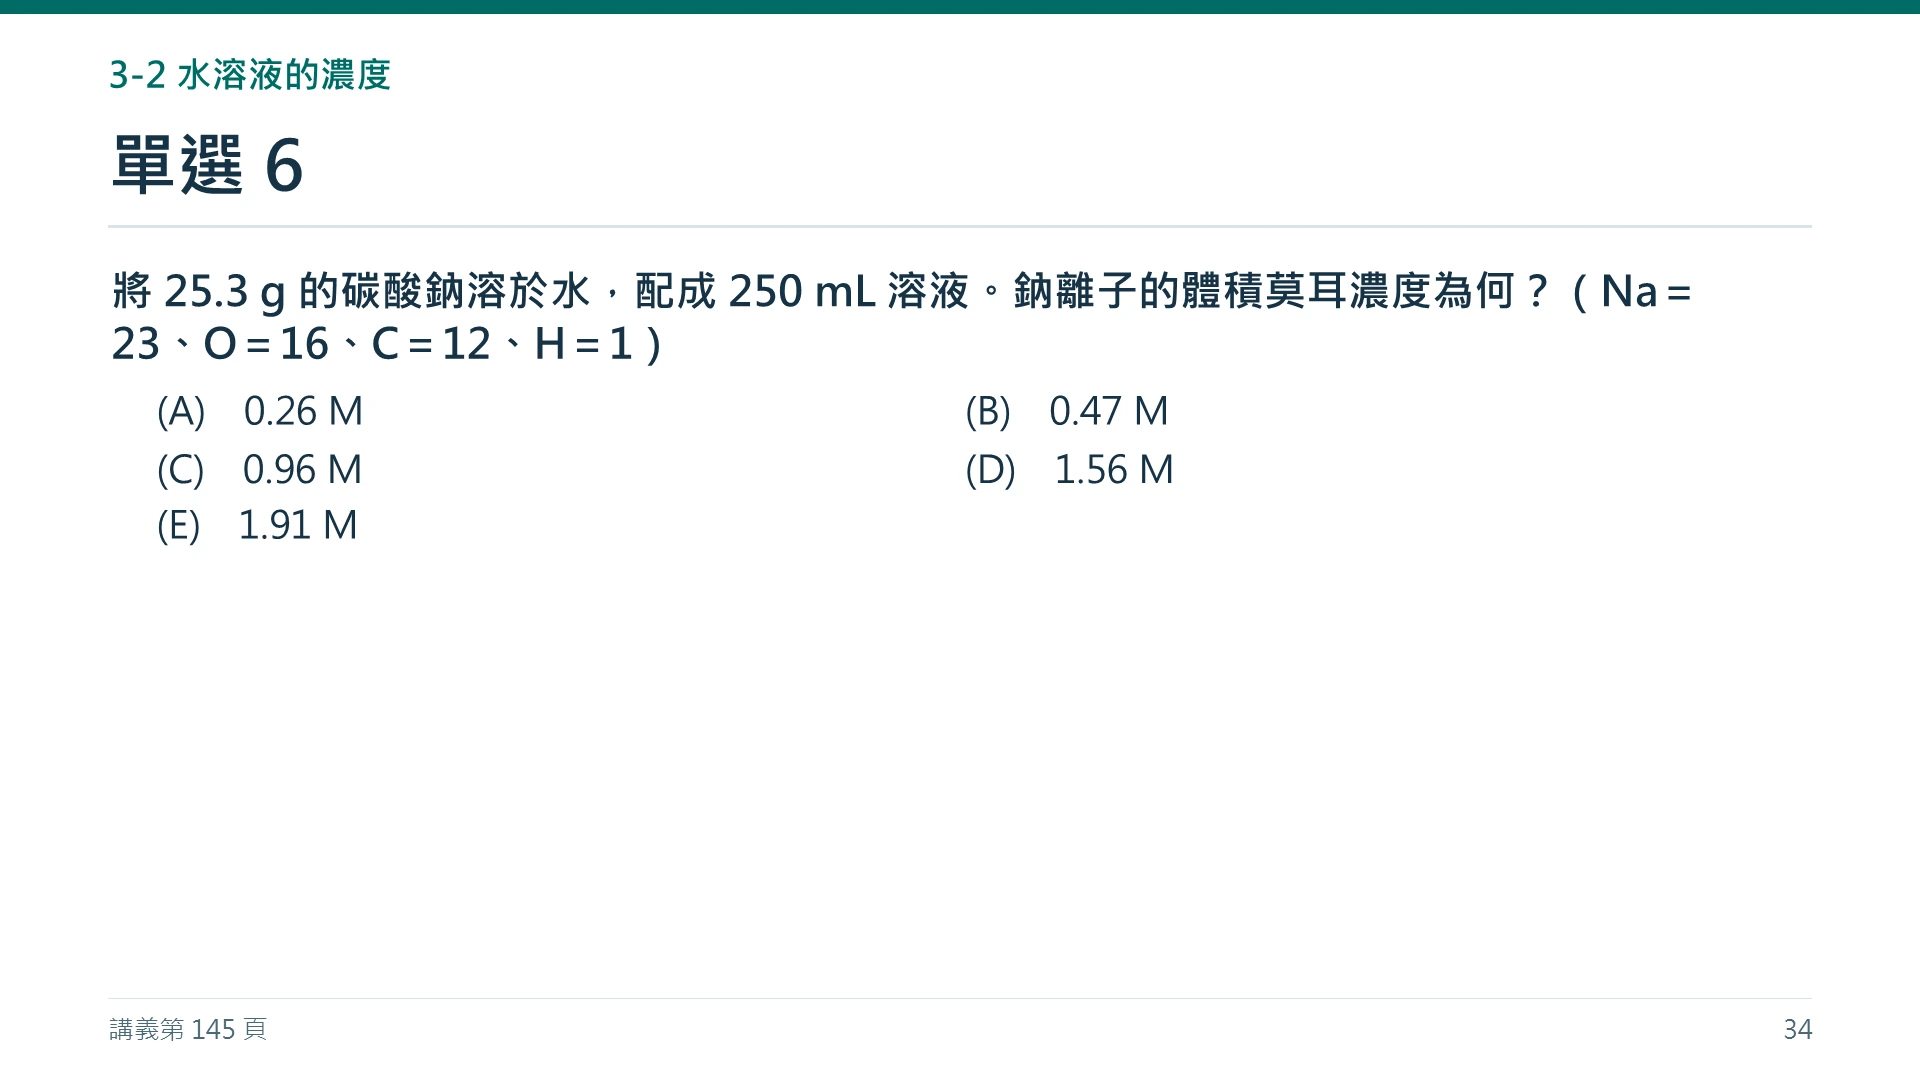 3-2 水溶液的濃度
單選 6
將 25.3 g 的碳酸鈉溶於水，配成 250 mL 溶液。鈉離子的體積莫耳濃度為何？（Na＝
23、O＝16、C＝12、H＝1）
(A) 0.26 M (B) 0.47 M
(C) 0.96 M (D) 1.56 M
(E) 1.91 M
講義第 145 頁 34